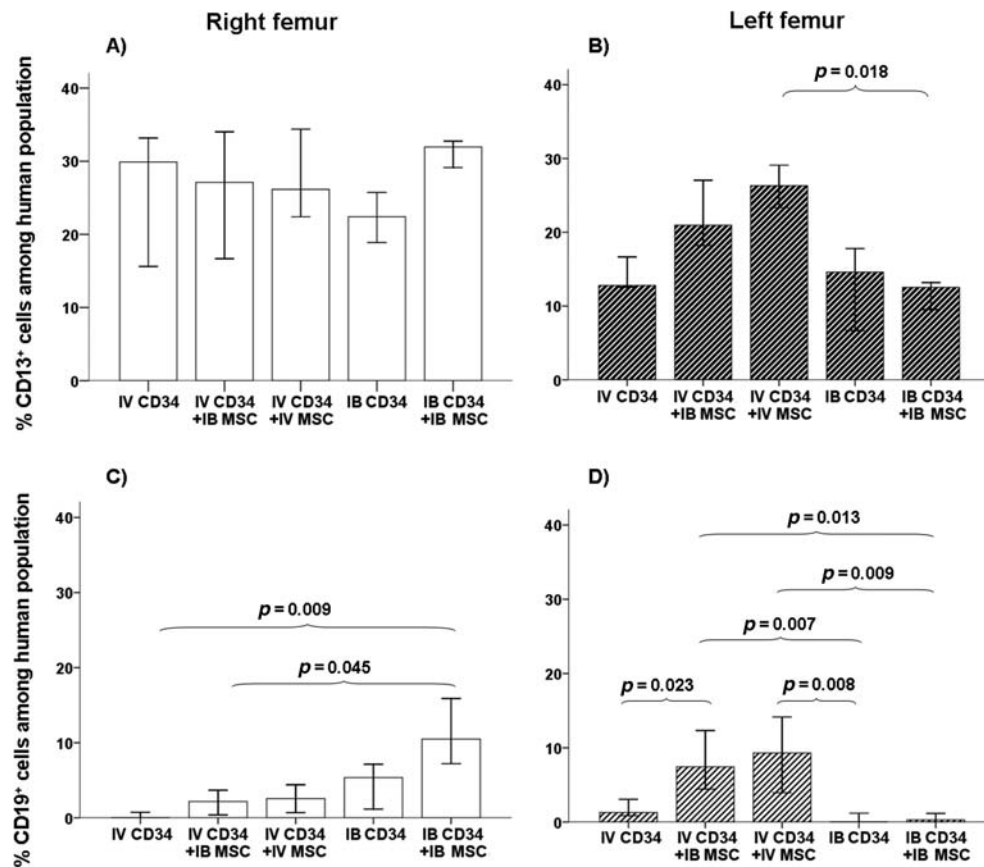 Right femur
Left femur
A)
% CD13⁺ cells among human population
40
30
20
10
0
IV CD34
IV CD34
+IB MSC
IV CD34
+IV MSC
IB CD34
IB CD34
+IB MSC
B)
p = 0.018
40
30
20
10
0
IV CD34
IV CD34
+IB MSC
IV CD34
+IV MSC
IB CD34
IB CD34
+IB MSC
C)
% CD19⁺ cells among human population
40
30
20
10
0
p = 0.009
p = 0.045
IV CD34
IV CD34
+IB MSC
IV CD34
+IV MSC
IB CD34
IB CD34
+IB MSC
D)
40
30
20
10
0
p = 0.013
p = 0.009
p = 0.007
p = 0.023
p = 0.008
IV CD34
IV CD34
+IB MSC
IV CD34
+IV MSC
IB CD34
IB CD34
+IB MSC